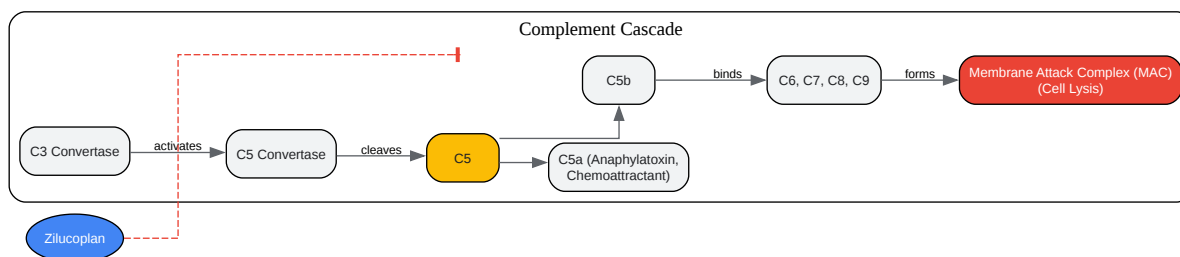 Complement Cascade
C5b
binds
C6, C7, C8, C9
forms
Membrane Attack Complex (MAC)
(Cell Lysis)
C3 Convertase
activates
C5 Convertase
cleaves
C5
C5a (Anaphylatoxin,
Chemoattractant)
Zilucoplan